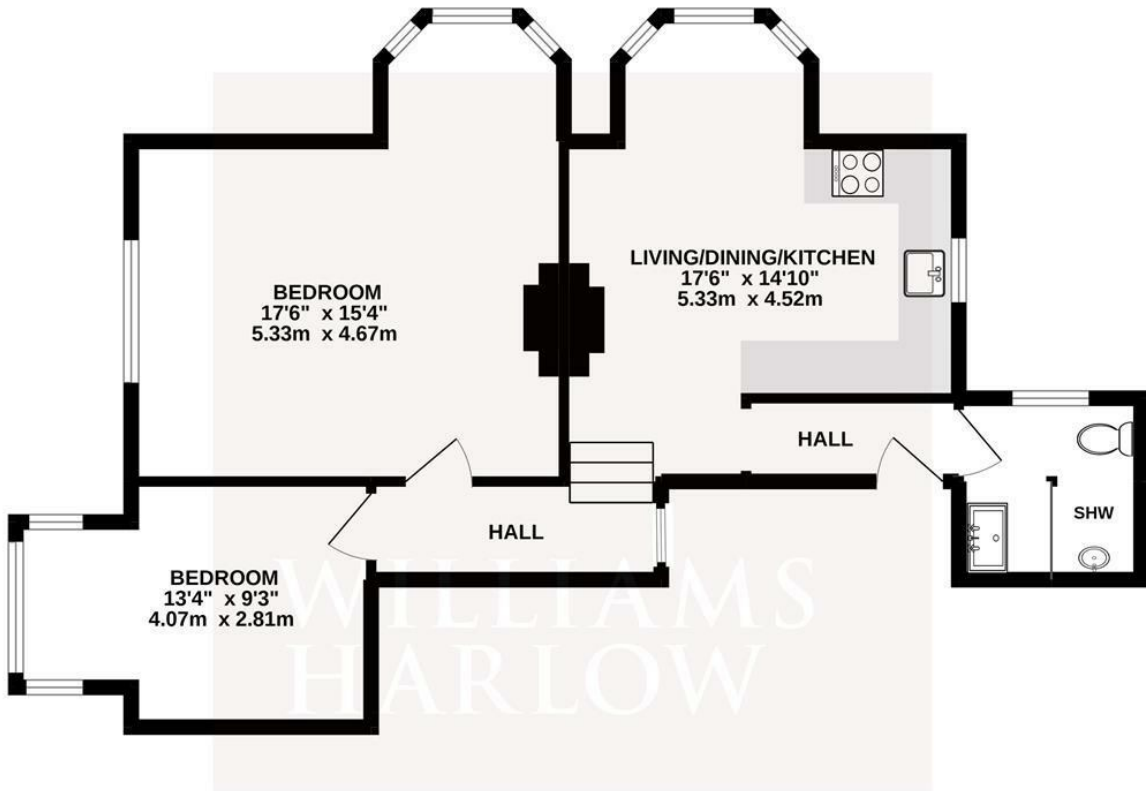 LIVING/DINING/KITCHEN
17'6" x 14'10"
5.33m x 4.52m
BEDROOM
17'6" x 15'4"
5.33m x 4.67m
HALL
SHW
HALL
BEDROOM
13'4" x 9'3"
4.07m x 2.81m
WILLIAMS
HARLOW